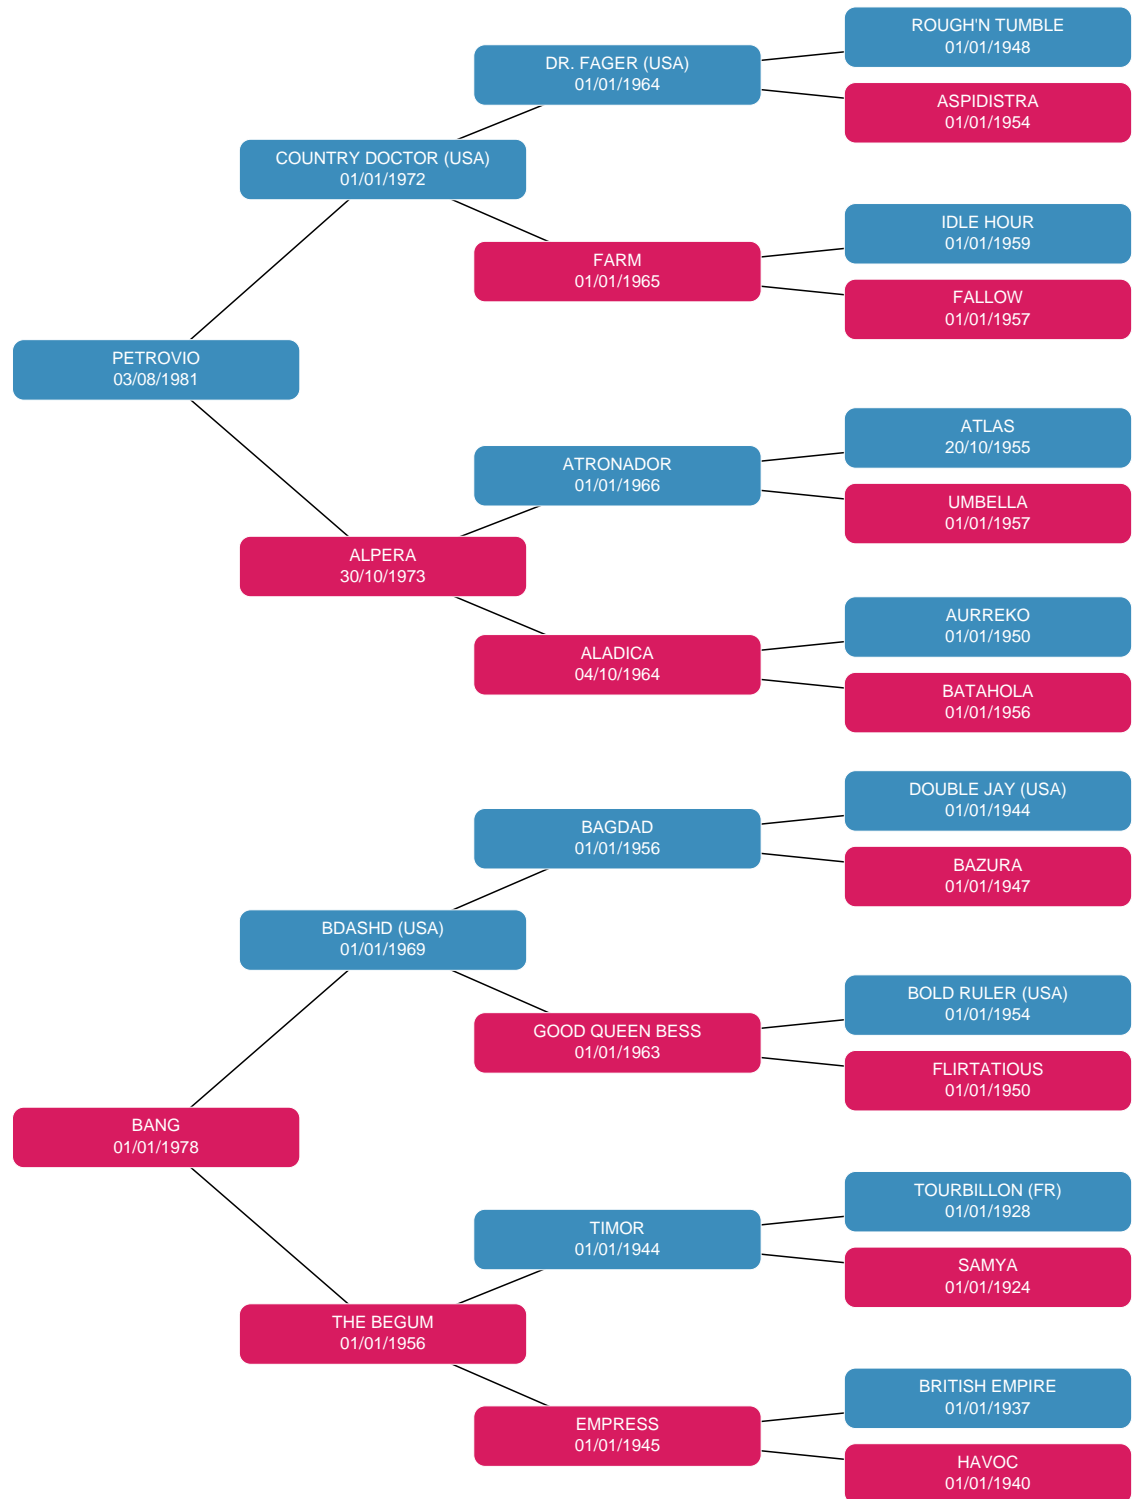 ROUGH'N TUMBLE
01/01/1948
DR. FAGER (USA)
01/01/1964
ASPIDISTRA
01/01/1954
COUNTRY DOCTOR (USA)
01/01/1972
IDLE HOUR
01/01/1959
FARM
01/01/1965
FALLOW
01/01/1957
PETROVIO
03/08/1981
ATLAS
20/10/1955
ATRONADOR
01/01/1966
UMBELLA
01/01/1957
ALPERA
30/10/1973
AURREKO
01/01/1950
ALADICA
04/10/1964
BATAHOLA
01/01/1956
DOUBLE JAY (USA)
01/01/1944
BAGDAD
01/01/1956
BAZURA
01/01/1947
BDASHD (USA)
01/01/1969
BOLD RULER (USA)
01/01/1954
GOOD QUEEN BESS
01/01/1963
FLIRTATIOUS
01/01/1950
BANG
01/01/1978
TOURBILLON (FR)
01/01/1928
TIMOR
01/01/1944
SAMYA
01/01/1924
THE BEGUM
01/01/1956
BRITISH EMPIRE
01/01/1937
EMPRESS
01/01/1945
HAVOC
01/01/1940